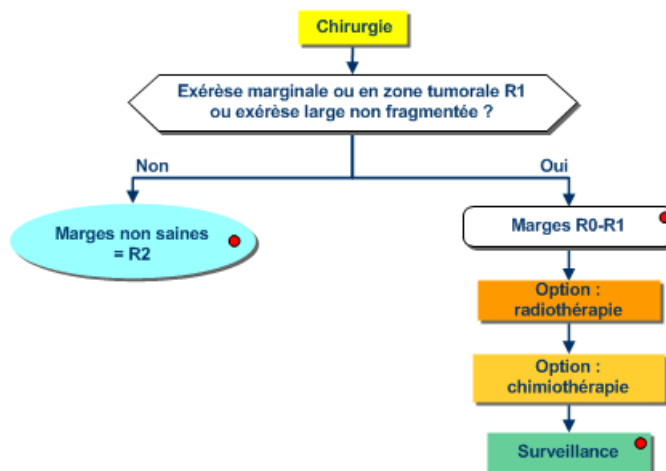 Chirurgie
Exérèse marginale ou en zone tumorale R1
ou exérèse large non fragmentée ?
Non
Oui
Marges non saines
= R2
Marges R0-R1
Option :
radiothérapie
Option :
chimiothérapie
Surveillance